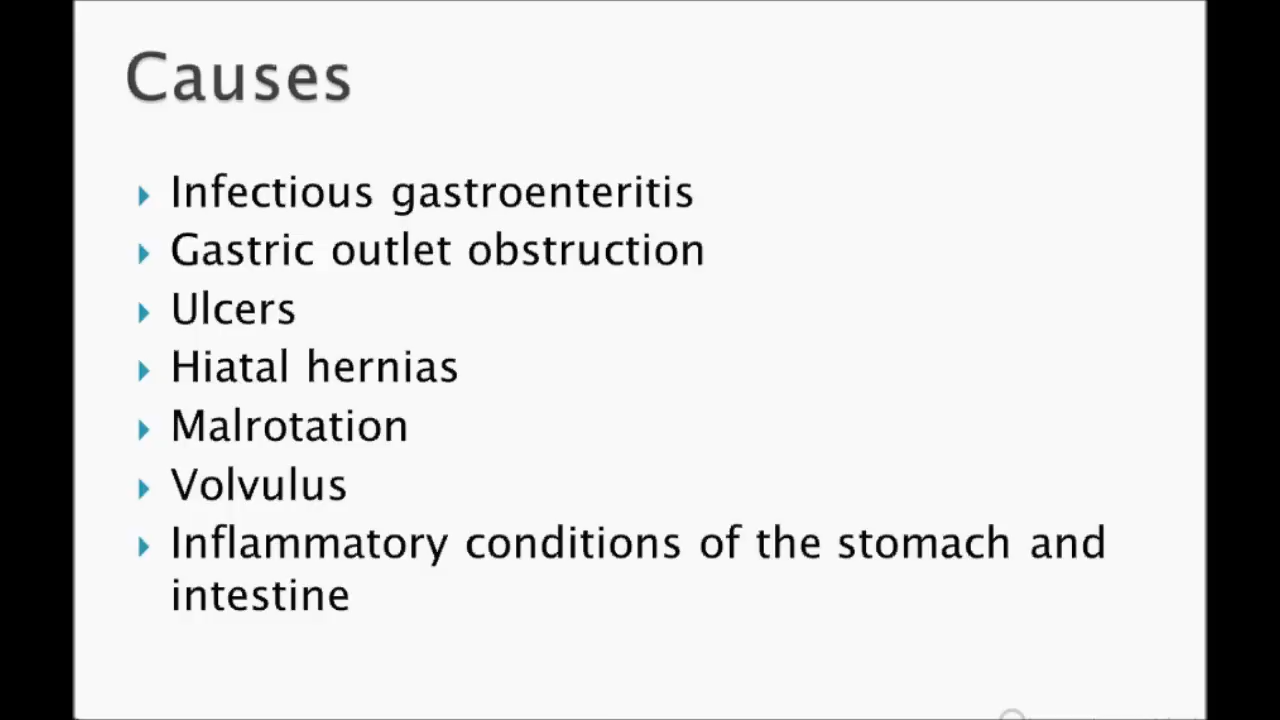 Causes
Infectious gastroenteritis
Gastric outlet obstruction
Ulcers
Hiatal hernias
Malrotation
Volvulus
Inflammatory conditions of the stomach and
intestine